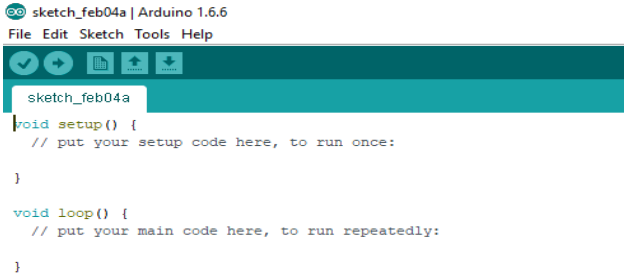 sketch_feb04a | Arduino 1.6.6
File Edit Sketch Tools Help
sketch_feb04a
void setup() {
  // put your setup code here, to run once:
}
void loop() {
  // put your main code here, to run repeatedly:
}